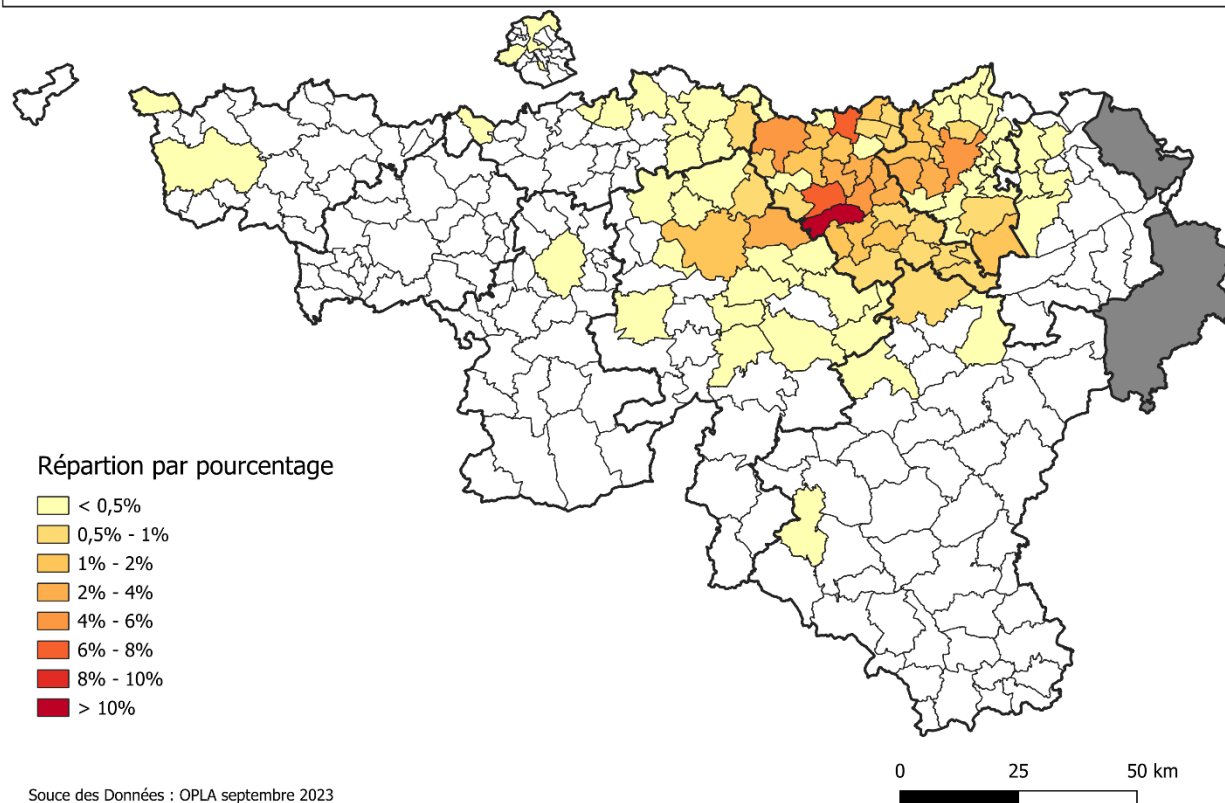 Répartion par pourcentage
< 0,5%
0,5% - 1%
1% - 2%
2% - 4%
4% - 6%
6% - 8%
8% - 10%
> 10%
0 25 50 km
Souce des Données : OPLA septembre 2023